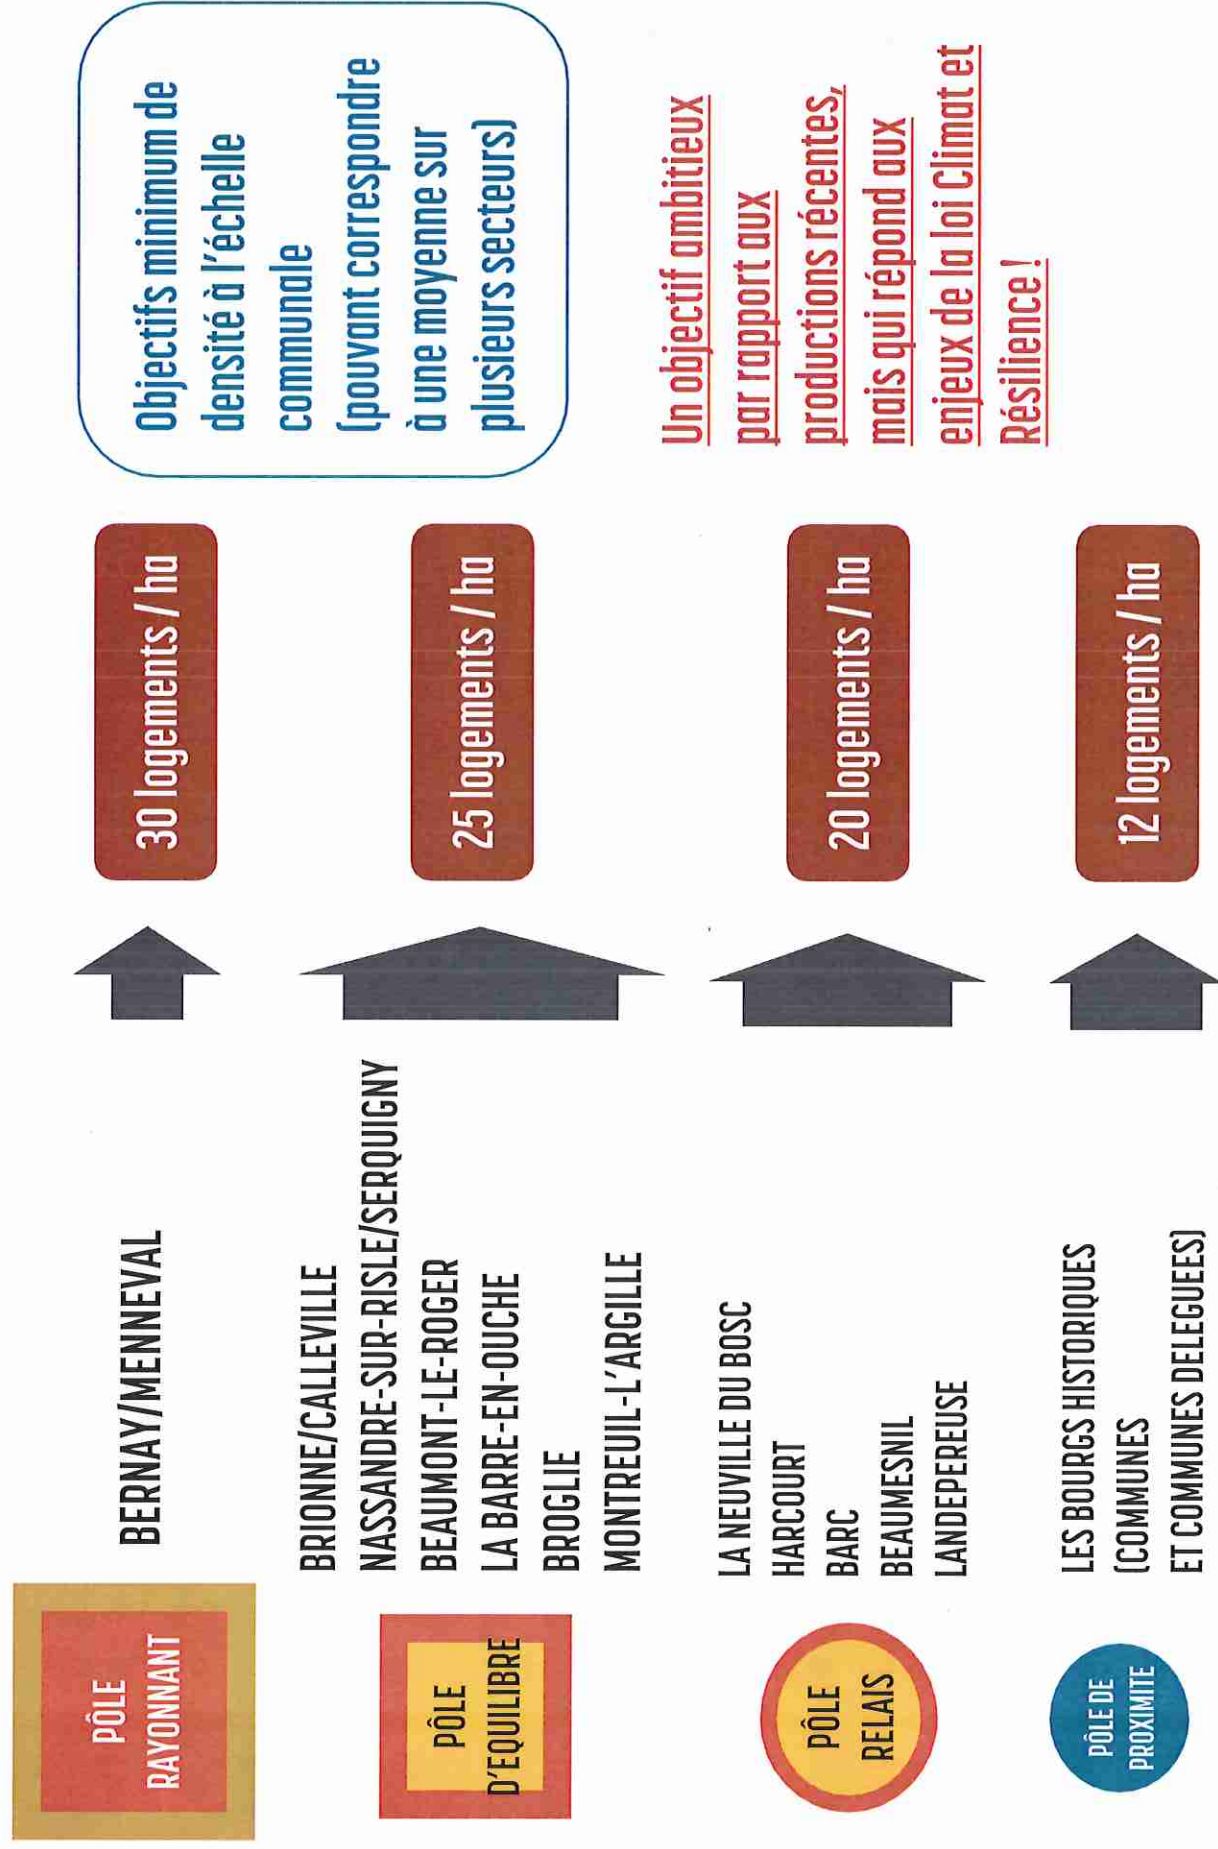 PÔLE
RAYONNANT
BERNAY/MENNEVAL
30 logements / ha
PÔLE
D'EQUILIBRE
BRIONNE/CALLEVILLE
NASSANDRE-SUR-RISLE/SERQUIGNY
BEAUMONT-LE-ROGER
LA BARRE-EN-OUCHE
BROGLIE
MONTREUIL-L'ARGILLE
25 logements / ha
PÔLE
RELAIS
LA NEUVILLE DU BOSC
HARCOURT
BARC
BEAUMESNIL
LANDEPEREUSE
20 logements / ha
PÔLE DE
PROXIMITE
LES BOURGS HISTORIQUES
(COMMUNES
ET COMMUNES DELEGUEES)
12 logements / ha
Objectifs minimum de
densité à l'échelle
communale
(pouvant correspondre
à une moyenne sur
plusieurs secteurs)
Un objectif ambitieux
par rapport aux
productions récentes,
mais qui répond aux
enjeux de la loi Climat et
Résilience !